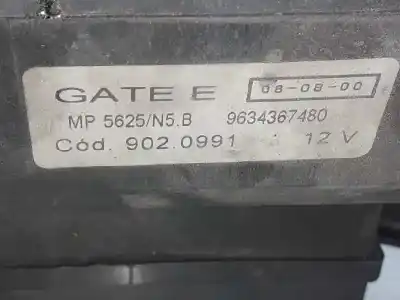 GATE E 08-08-00
MP 5625/N5.B 9634367480
Cód. 902.0991 12 V